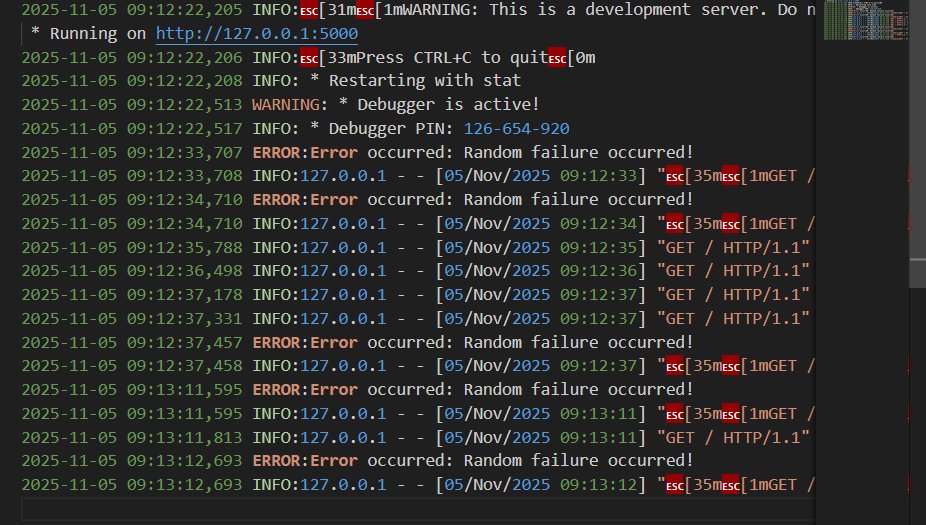 2025-11-05 09:12:22,205 INFO:ESC[31mESC[1mWARNING: This is a development server. Do n
* Running on http://127.0.0.1:5000
2025-11-05 09:12:22,206 INFO:ESC[33mPress CTRL+C to quitESC[0m
2025-11-05 09:12:22,208 INFO: * Restarting with stat
2025-11-05 09:12:22,513 WARNING: * Debugger is active!
2025-11-05 09:12:22,517 INFO: * Debugger PIN: 126-654-920
2025-11-05 09:12:33,707 ERROR:Error occurred: Random failure occurred!
2025-11-05 09:12:33,708 INFO:127.0.0.1 - - [05/Nov/2025 09:12:33] "ESC[35mESC[1mGET /
2025-11-05 09:12:34,710 ERROR:Error occurred: Random failure occurred!
2025-11-05 09:12:34,710 INFO:127.0.0.1 - - [05/Nov/2025 09:12:34] "ESC[35mESC[1mGET /
2025-11-05 09:12:35,788 INFO:127.0.0.1 - - [05/Nov/2025 09:12:35] "GET / HTTP/1.1"
2025-11-05 09:12:36,498 INFO:127.0.0.1 - - [05/Nov/2025 09:12:36] "GET / HTTP/1.1"
2025-11-05 09:12:37,178 INFO:127.0.0.1 - - [05/Nov/2025 09:12:37] "GET / HTTP/1.1"
2025-11-05 09:12:37,331 INFO:127.0.0.1 - - [05/Nov/2025 09:12:37] "GET / HTTP/1.1"
2025-11-05 09:12:37,457 ERROR:Error occurred: Random failure occurred!
2025-11-05 09:12:37,458 INFO:127.0.0.1 - - [05/Nov/2025 09:12:37] "ESC[35mESC[1mGET /
2025-11-05 09:13:11,595 ERROR:Error occurred: Random failure occurred!
2025-11-05 09:13:11,595 INFO:127.0.0.1 - - [05/Nov/2025 09:13:11] "ESC[35mESC[1mGET /
2025-11-05 09:13:11,813 INFO:127.0.0.1 - - [05/Nov/2025 09:13:11] "GET / HTTP/1.1"
2025-11-05 09:13:12,693 ERROR:Error occurred: Random failure occurred!
2025-11-05 09:13:12,693 INFO:127.0.0.1 - - [05/Nov/2025 09:13:12] "ESC[35mESC[1mGET /